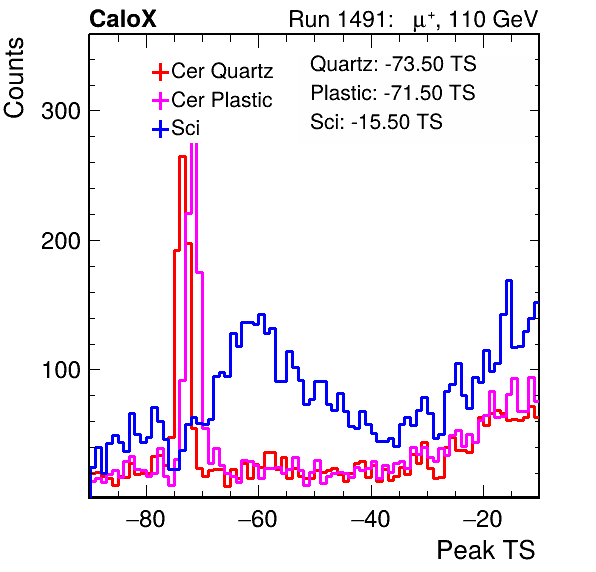 CaloX Run 1491: μ⁺, 110 GeV
Counts
Cer Quartz
Cer Plastic
Sci
Quartz: -73.50 TS
Plastic: -71.50 TS
Sci: -15.50 TS
300
200
100
−80 −60 −40 −20
Peak TS